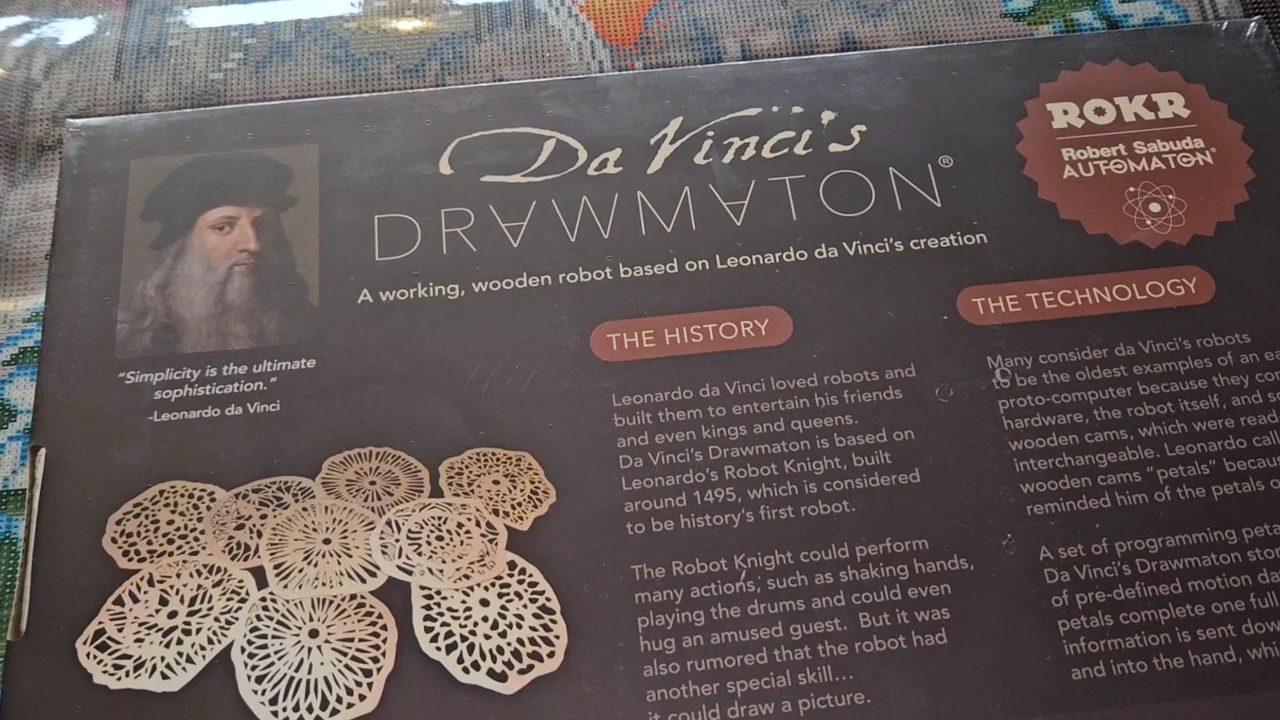 Da Vinci's
DRAWMATON®
A working, wooden robot based on Leonardo da Vinci's creation
ROKR
Robert Sabuda
AUTOMATON®
"Simplicity is the ultimate
sophistication."
-Leonardo da Vinci
THE HISTORY
Leonardo da Vinci loved robots and
built them to entertain his friends
and even kings and queens.
Da Vinci's Drawmaton is based on
Leonardo's Robot Knight, built
around 1495, which is considered
to be history's first robot.
The Robot Knight could perform
many actions, such as shaking hands,
playing the drums and could even
hug an amused guest. But it was
also rumored that the robot had
another special skill...
it could draw a picture.
THE TECHNOLOGY
Many consider da Vinci's robots
to be the oldest examples of an
proto-computer because they
hardware, the robot itself, and
wooden cams, which were
interchangeable. Leonardo
wooden cams "petals"
reminded him of the petals
A set of programming
Da Vinci's Drawmaton
of pre-defined motion
petals complete one full
information is sent
and into the hand,